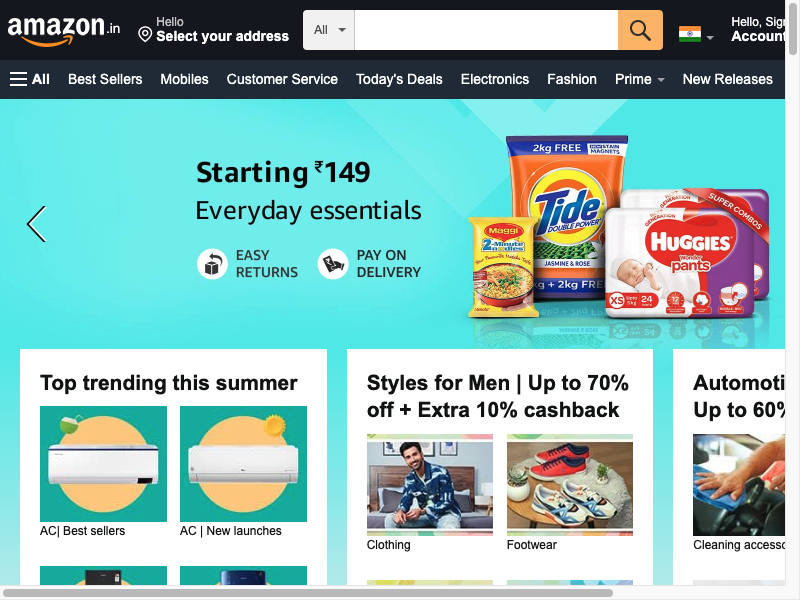 amazon.in
Hello
Select your address
All
Hello, Sign
Account
All
Best Sellers
Mobiles
Customer Service
Today's Deals
Electronics
Fashion
Prime
New Releases
Starting ₹149
Everyday essentials
EASY
RETURNS
PAY ON
DELIVERY
2kg FREE
MAGNETS
Tide
DOUBLE POWER
JASMINE & ROSE
kg + 2kg FREE
Maggi
2-Minute
noodles
SUPER COMBOS
HUGGIES
Wonder
pants
XS
24
12
Top trending this summer
AC| Best sellers
AC | New launches
Styles for Men | Up to 70%
off + Extra 10% cashback
Clothing
Footwear
Automoti
Up to 60%
Cleaning accesso